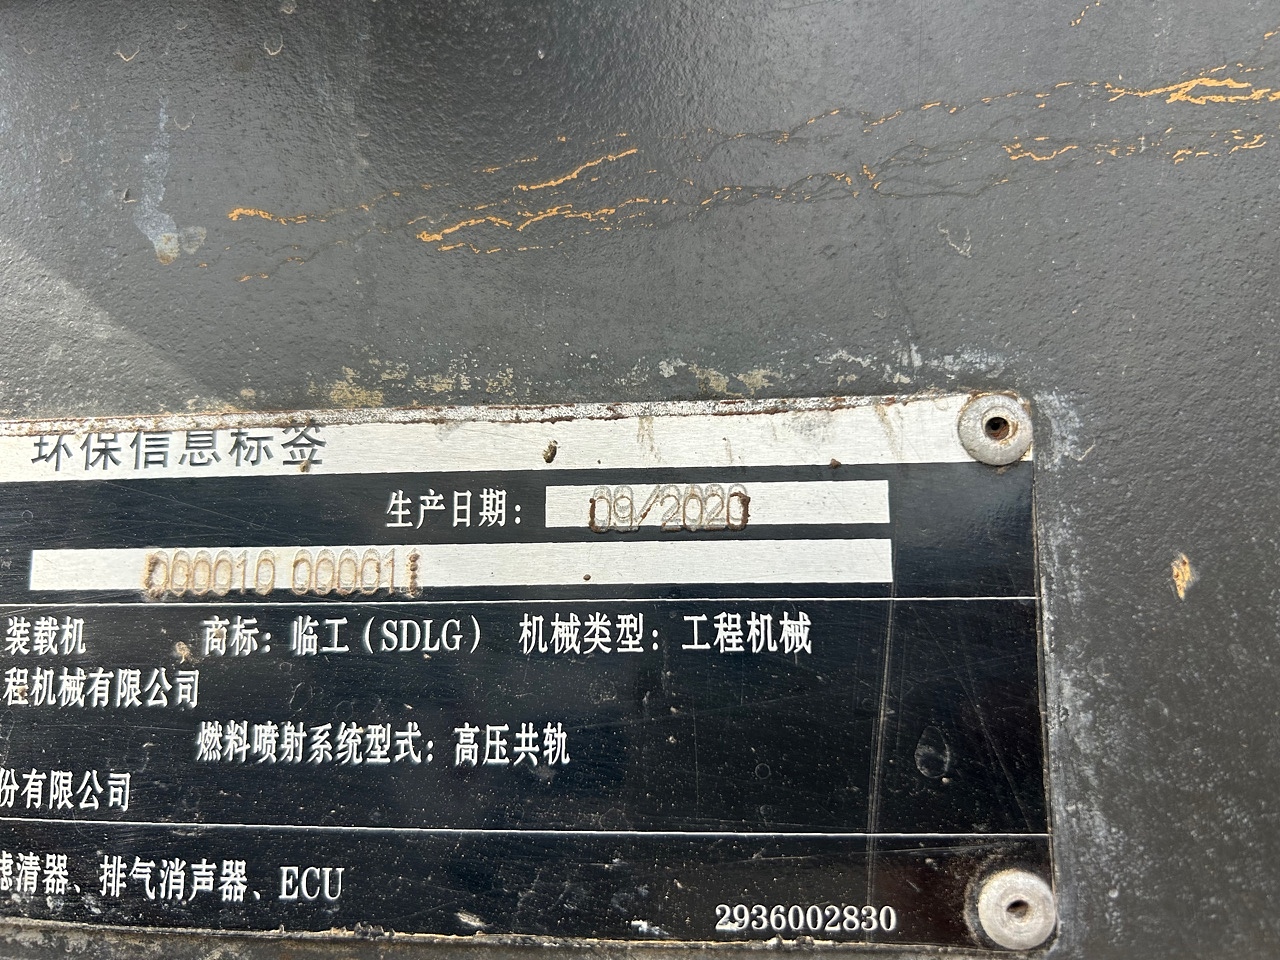 环保信息标签
生产日期： 09/2020
000010 000011
装载机 商标：临工（SDLG） 机械类型：工程机械
程机械有限公司
燃料喷射系统型式：高压共轨
份有限公司
滤清器、排气消声器、ECU
2936002830